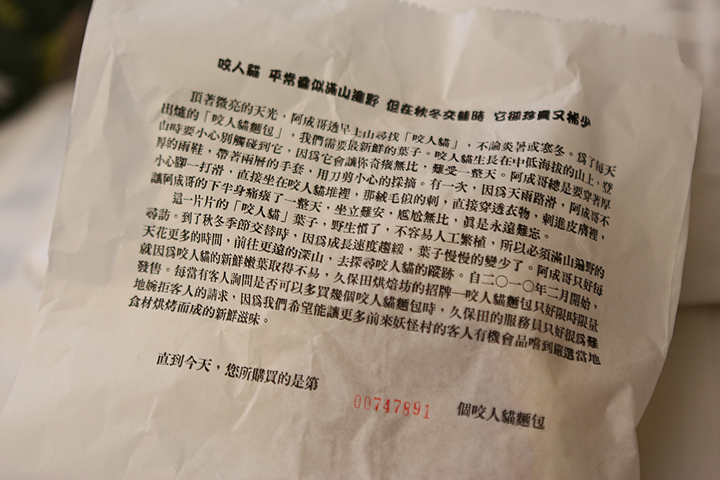 咬人貓 平常看似滿山遍野 但在秋冬交替時 它卻珍貴又稀少
頂著微亮的天光，阿成哥透早上山尋找「咬人貓」，不論炎暑或寒冬。為了每天
出爐的「咬人貓麵包」，我們需要最新鮮的葉子。咬人貓生長在中低海拔的山上，登
山時要小心別觸碰到它，因為它會讓你奇癢無比，難受一整天。阿成哥總是要穿著厚
厚的雨鞋，帶著兩層的手套，用刀剪小心的採摘。有一次，因為天雨路滑，阿成哥不
小心腳一打滑，直接坐在咬人貓堆裡，那絨毛似的刺，直接穿透衣物，刺進皮膚裡，
讓阿成哥的下半身痛癢了一整天，坐立難安，尷尬無比，真是永遠難忘。
這一片片的「咬人貓」葉子，野生慣了，不容易人工繁殖，所以必須滿山遍野的
尋訪。到了秋冬季節交替時，因為成長速度趨緩，葉子慢慢的變少了。阿成哥只好每
天花更多的時間，前往更遠的深山，去探尋咬人貓的蹤跡。自二〇一〇年二月開始，
就因為咬人貓的新鮮嫩葉取得不易，久保田烘焙坊的招牌—咬人貓麵包只好限時限量
發售。每當有客人詢問是否可以多買幾個咬人貓麵包時，久保田的服務員只好很為難
地婉拒客人的請求，因為我們希望能讓更多前來妖怪村的客人有機會品嚐到嚴選當地
食材烘烤而成的新鮮滋味。
直到今天，您所購買的是第 00747891 個咬人貓麵包